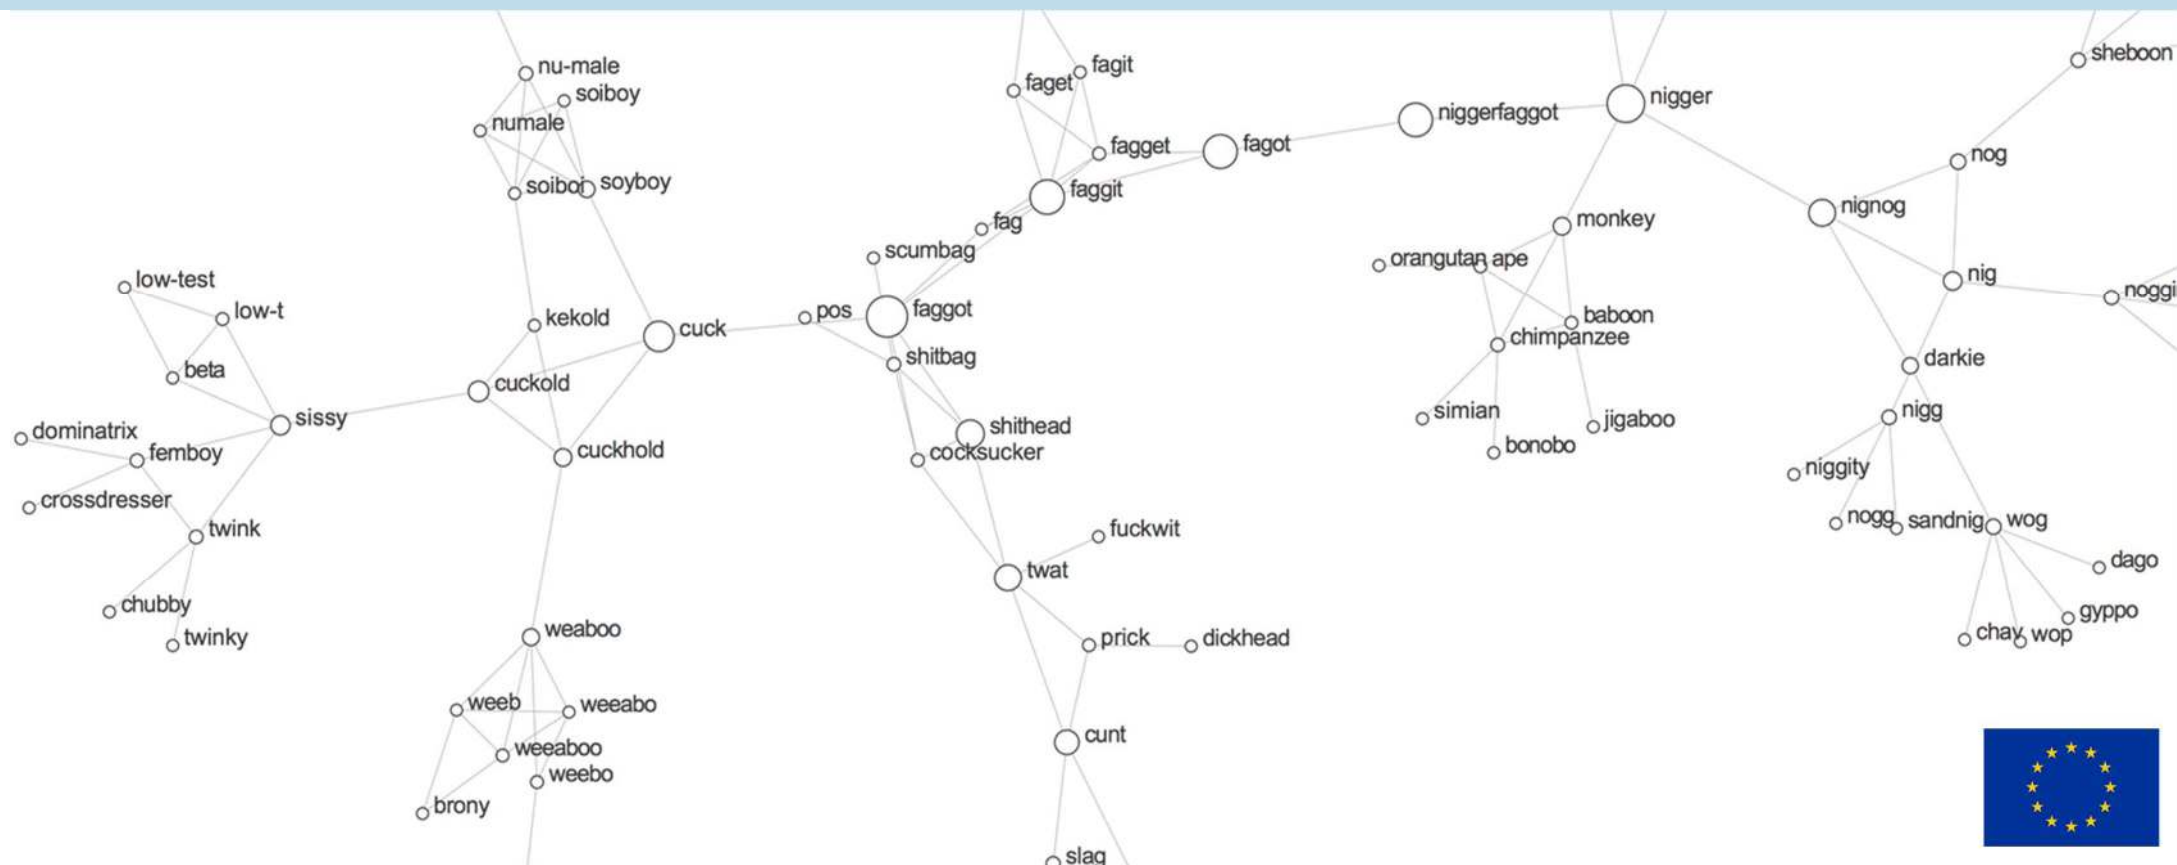 nu-male
soiboy
numale
soiboi
soyboy
low-test
low-t
beta
sissy
dominatrix
femboy
crossdresser
twink
chubby
twinky
kekold
cuck
cuckold
cuckhold
weaboo
weeb
weeabo
weeaboo
weebo
brony
faget
fagit
fagget
fagot
faggit
fag
scumbag
pos
faggot
shitbag
shithead
cocksucker
fuckwit
twat
prick
dickhead
cunt
slag
niggerfaggot
nigger
monkey
orangutan
ape
baboon
chimpanzee
simian
jigaboo
bonobo
sheboon
nog
nignog
nig
darkie
nigg
niggity
nogg
sandnig
wog
dago
gyppo
chav
wop